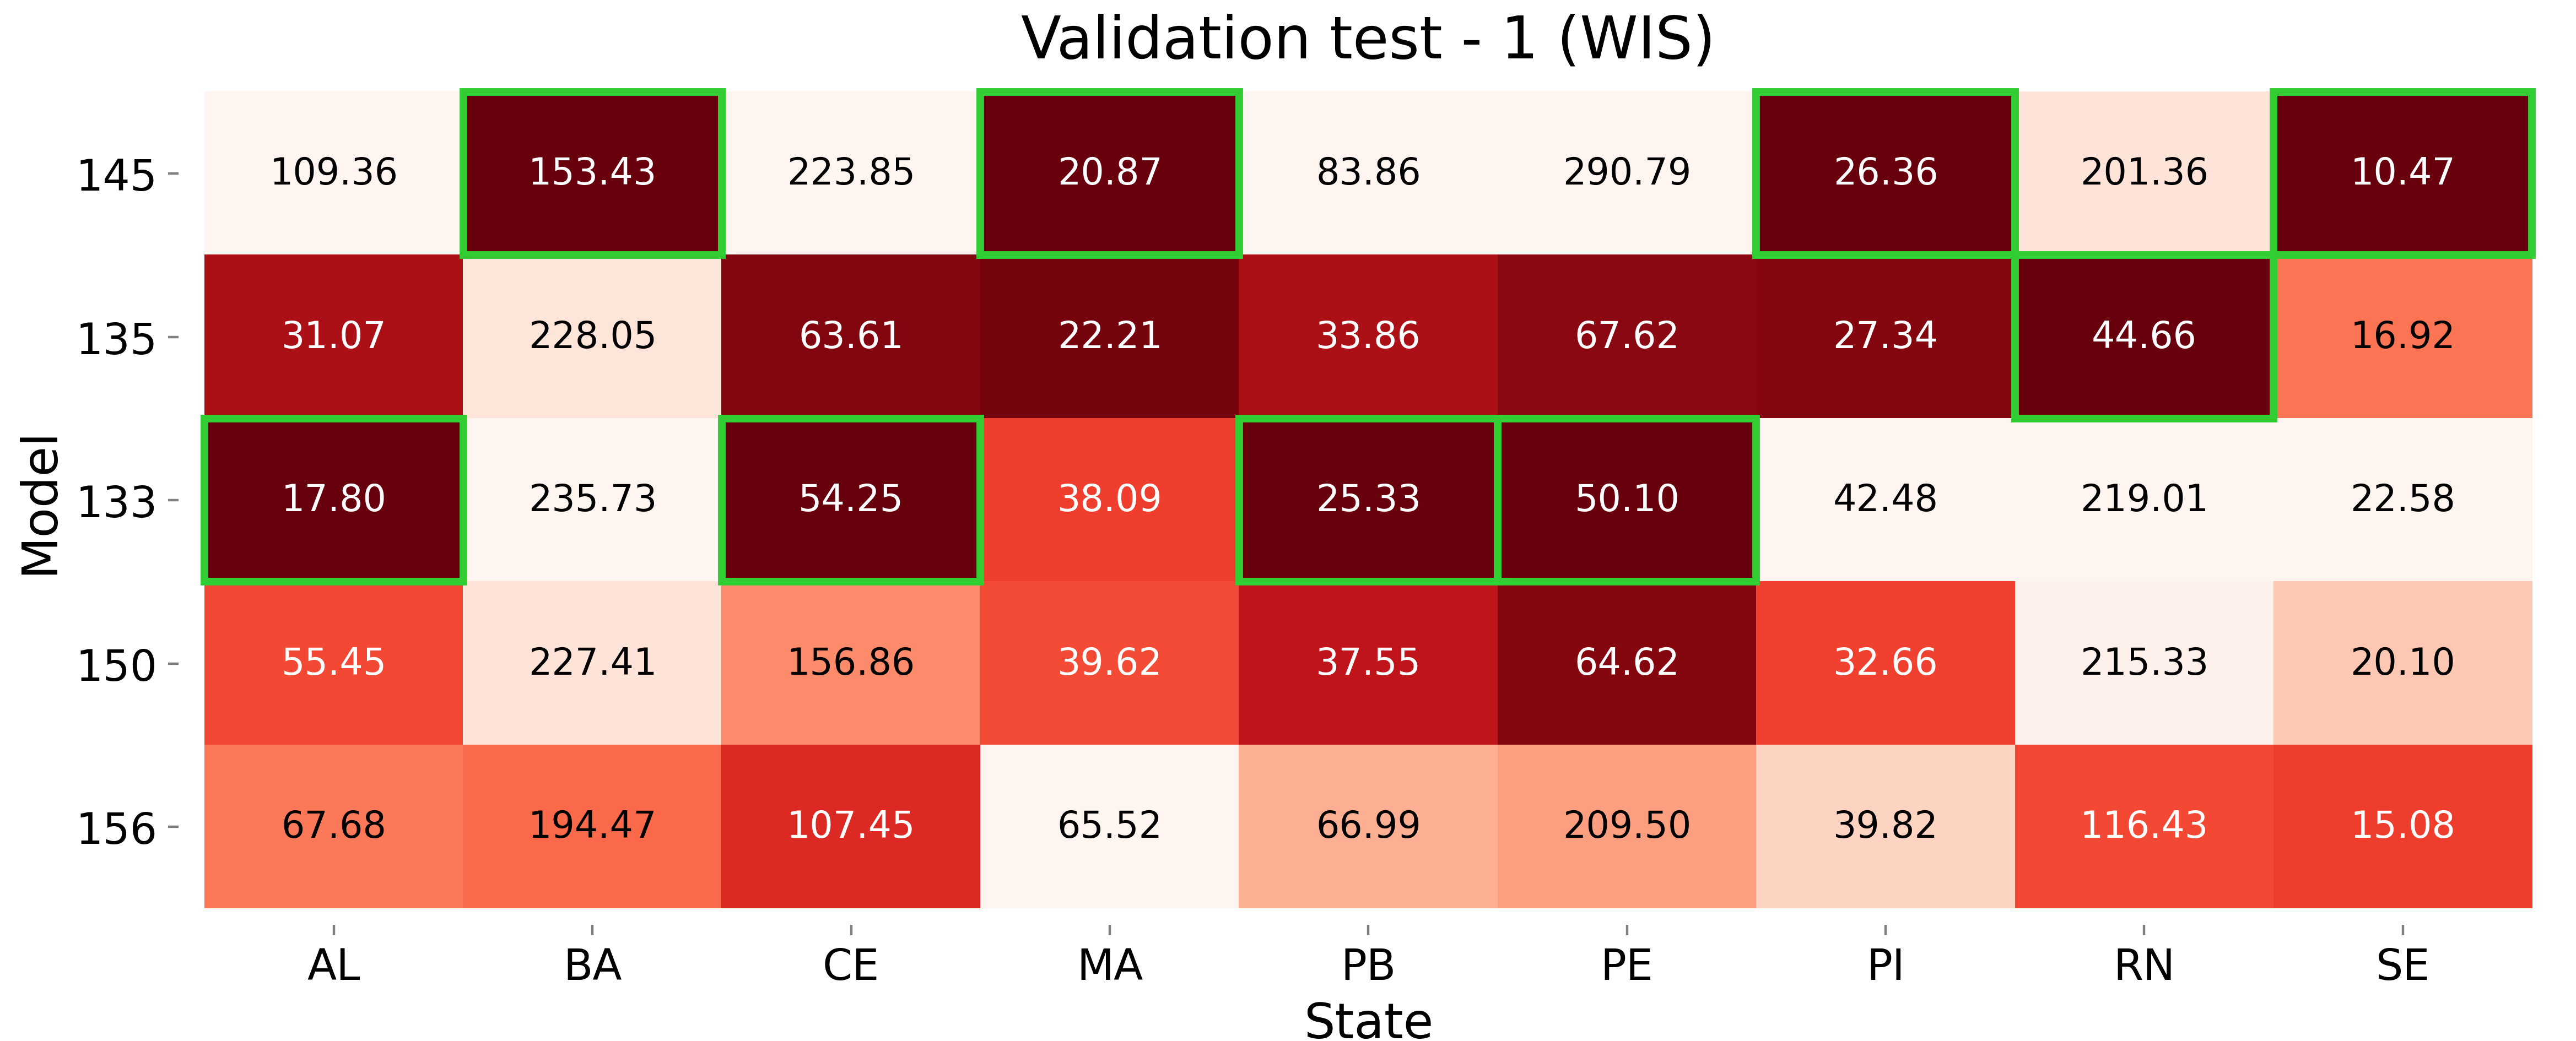 Validation test - 1 (WIS)
145 109.36 153.43 223.85 20.87 83.86 290.79 26.36 201.36 10.47
135 31.07 228.05 63.61 22.21 33.86 67.62 27.34 44.66 16.92
133 17.80 235.73 54.25 38.09 25.33 50.10 42.48 219.01 22.58
150 55.45 227.41 156.86 39.62 37.55 64.62 32.66 215.33 20.10
156 67.68 194.47 107.45 65.52 66.99 209.50 39.82 116.43 15.08
Model
AL BA CE MA PB PE PI RN SE
State